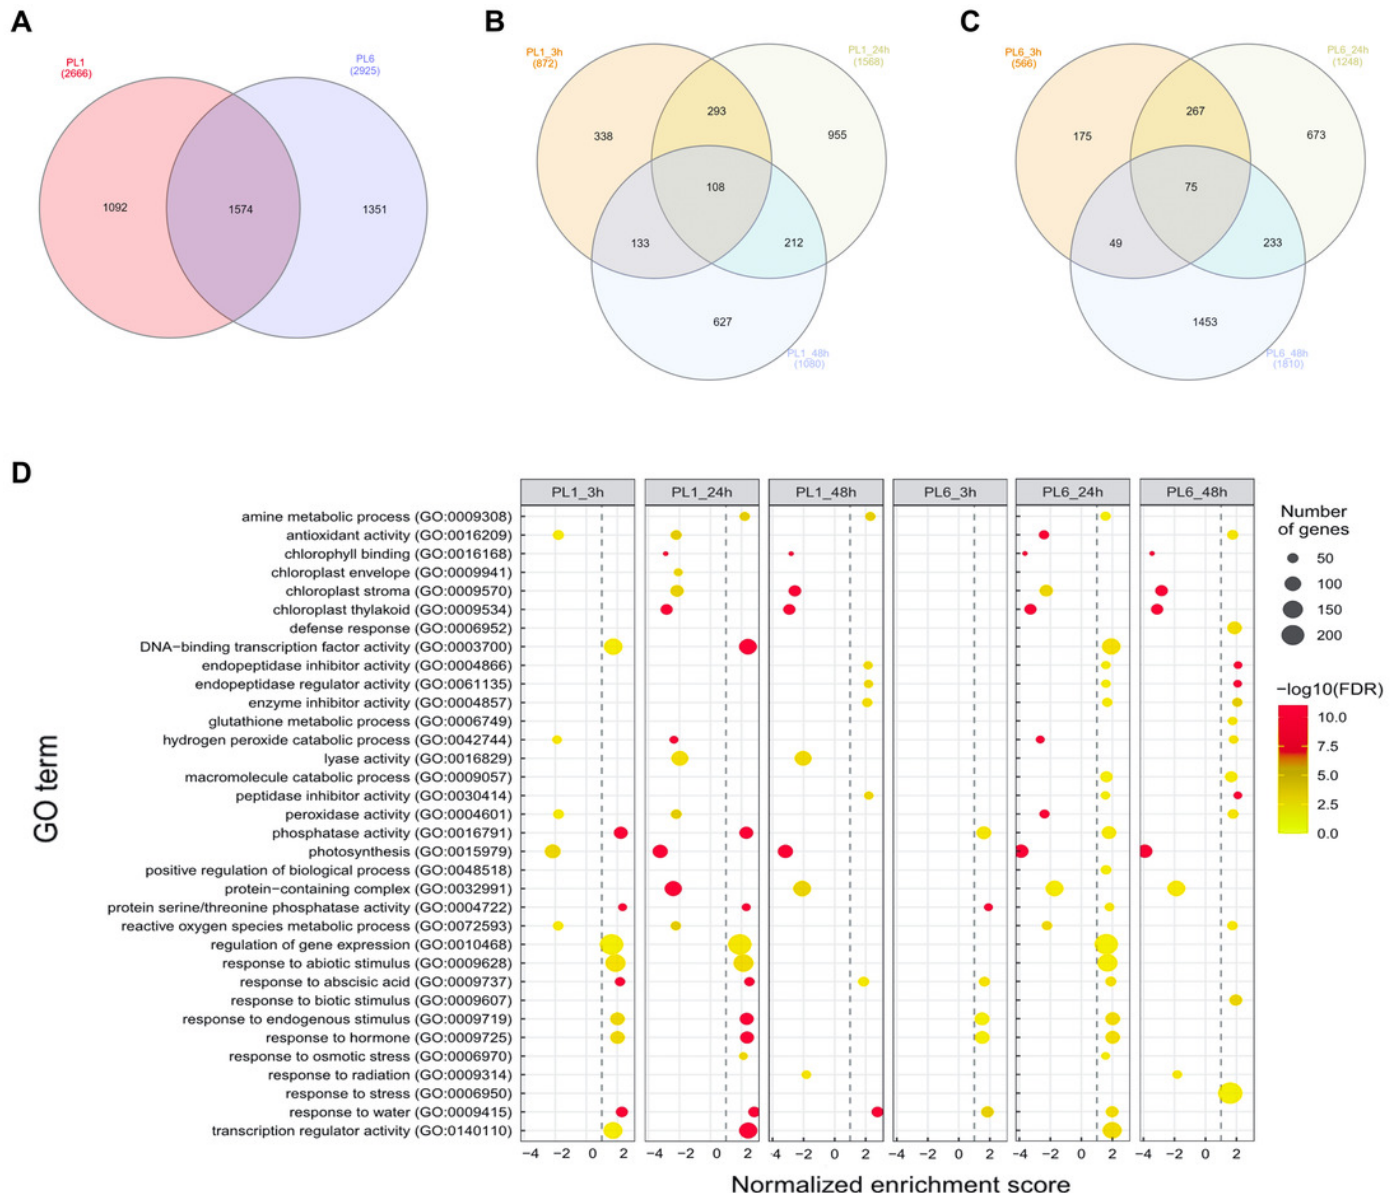 A
PL1
(2666)
PL6
(2925)
1092
1574
1351
B
PL1_3h
(872)
PL1_24h
(1568)
338
293
955
108
133
212
627
PL1_48h
(1080)
C
PL6_3h
(566)
PL6_24h
(1248)
175
267
673
75
49
233
1453
PL6_48h
(1810)
D
PL1_3h PL1_24h PL1_48h PL6_3h PL6_24h PL6_48h
GO term
amine metabolic process (GO:0009308)
antioxidant activity (GO:0016209)
chlorophyll binding (GO:0016168)
chloroplast envelope (GO:0009941)
chloroplast stroma (GO:0009570)
chloroplast thylakoid (GO:0009534)
defense response (GO:0006952)
DNA−binding transcription factor activity (GO:0003700)
endopeptidase inhibitor activity (GO:0004866)
endopeptidase regulator activity (GO:0061135)
enzyme inhibitor activity (GO:0004857)
glutathione metabolic process (GO:0006749)
hydrogen peroxide catabolic process (GO:0042744)
lyase activity (GO:0016829)
macromolecule catabolic process (GO:0009057)
peptidase inhibitor activity (GO:0030414)
peroxidase activity (GO:0004601)
phosphatase activity (GO:0016791)
photosynthesis (GO:0015979)
positive regulation of biological process (GO:0048518)
protein−containing complex (GO:0032991)
protein serine/threonine phosphatase activity (GO:0004722)
reactive oxygen species metabolic process (GO:0072593)
regulation of gene expression (GO:0010468)
response to abiotic stimulus (GO:0009628)
response to abscisic acid (GO:0009737)
response to biotic stimulus (GO:0009607)
response to endogenous stimulus (GO:0009719)
response to hormone (GO:0009725)
response to osmotic stress (GO:0006970)
response to radiation (GO:0009314)
response to stress (GO:0006950)
response to water (GO:0009415)
transcription regulator activity (GO:0140110)
−4 −2 0 2 −4 −2 0 2 −4 −2 0 2 −4 −2 0 2 −4 −2 0 2 −4 −2 0 2
Normalized enrichment score
Number
of genes
50
100
150
200
−log10(FDR)
10.0
7.5
5.0
2.5
0.0